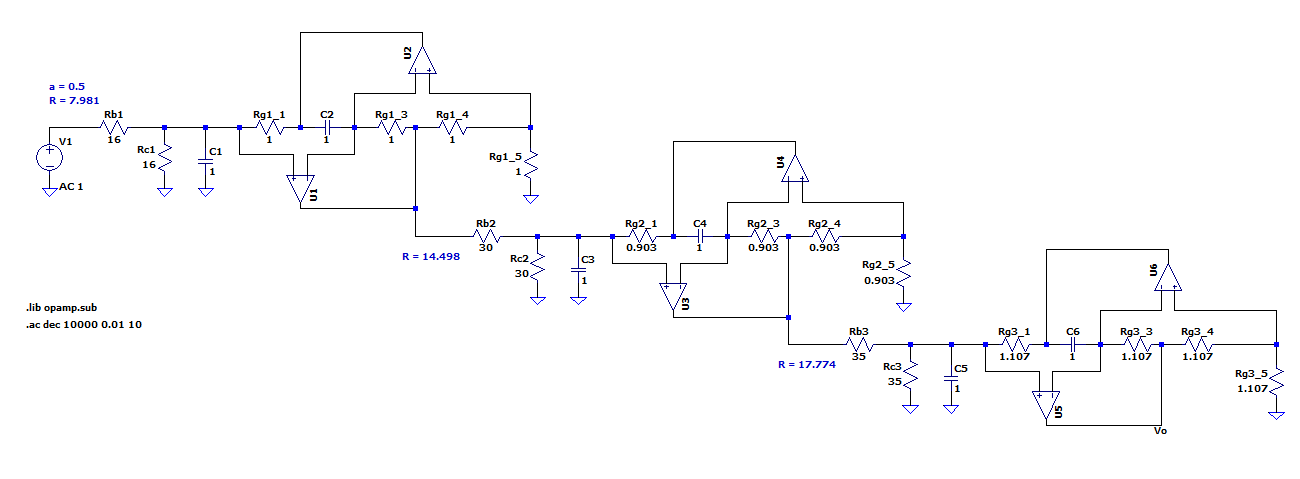 a = 0.5
R = 7.981
Rb1
16
V1
AC 1
Rc1
16
C1
1
Rg1_1
1
C2
1
Rg1_3
1
Rg1_4
1
Rg1_5
1
U2
U1
R = 14.498
Rb2
30
Rc2
30
C3
1
Rg2_1
0.903
C4
1
Rg2_3
0.903
Rg2_4
0.903
Rg2_5
0.903
U4
U3
R = 17.774
Rb3
35
Rc3
35
C5
1
Rg3_1
1.107
C6
1
Rg3_3
1.107
Rg3_4
1.107
Rg3_5
1.107
U6
U5
Vo
.lib opamp.sub
.ac dec 10000 0.01 10